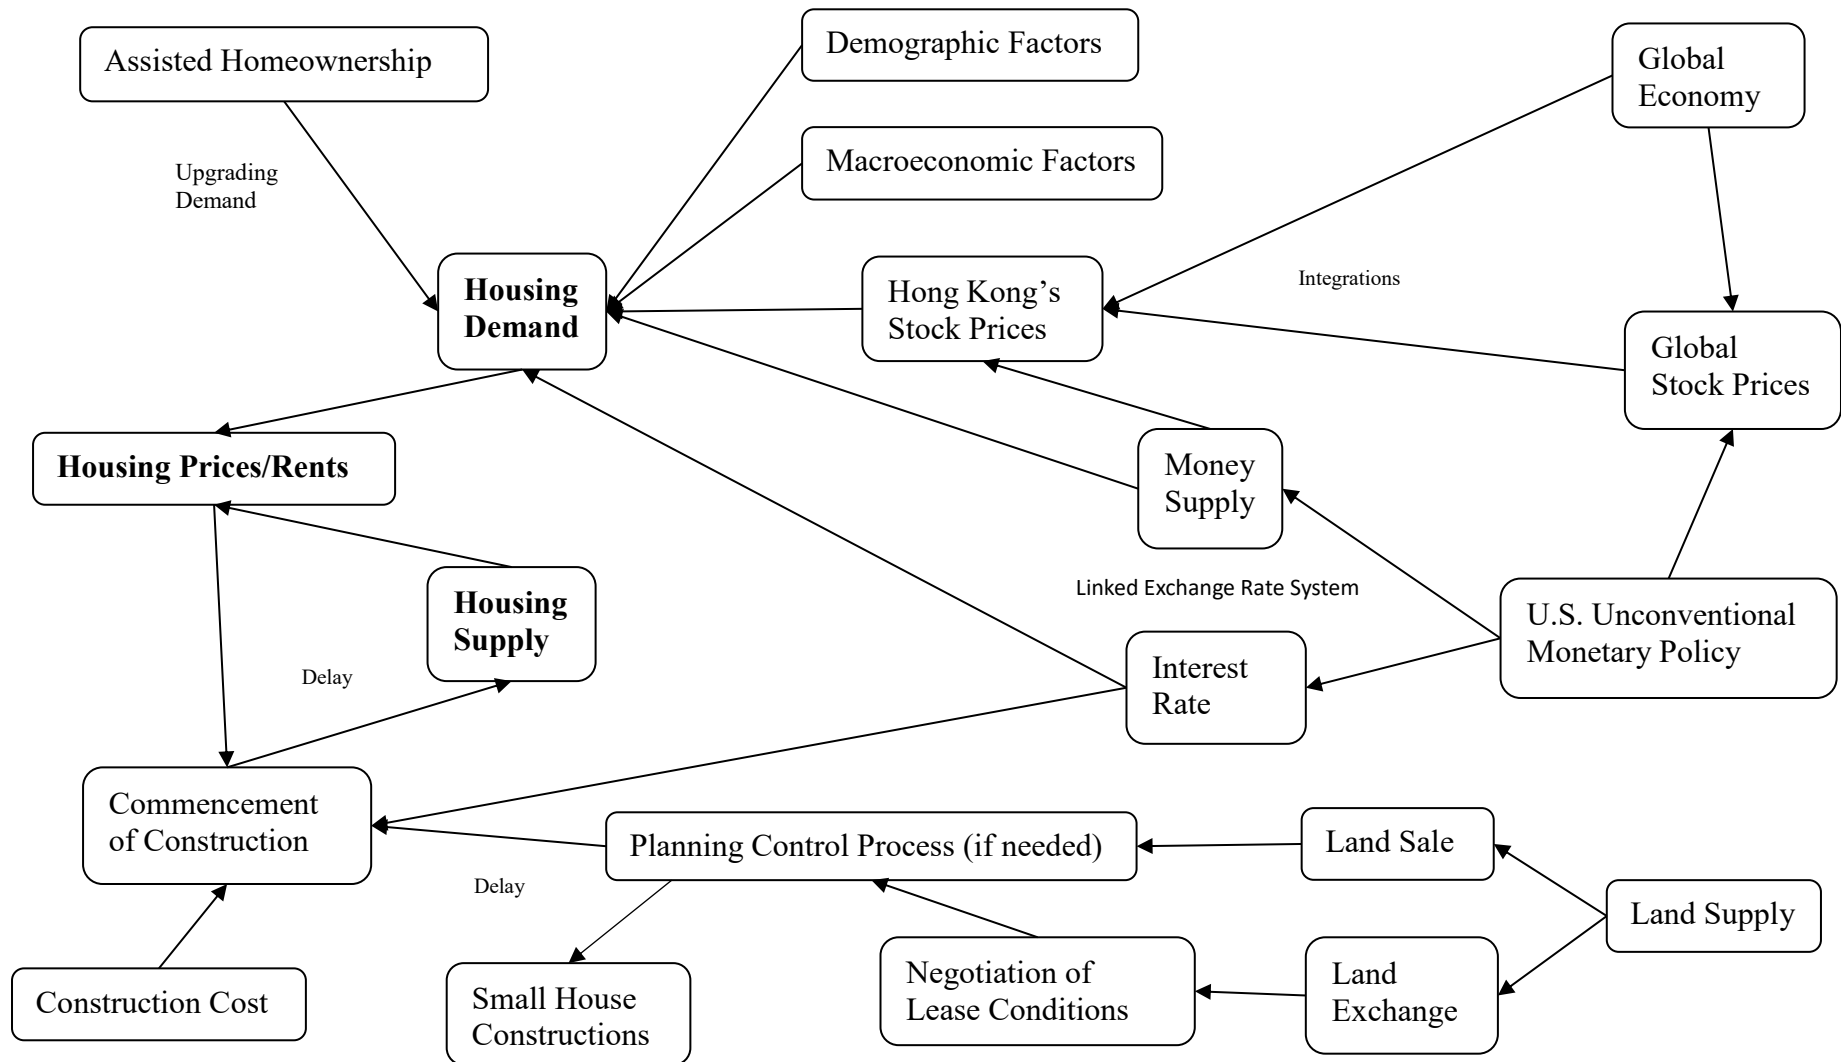 Assisted Homeownership
Demographic Factors
Global
Economy
Macroeconomic Factors
Upgrading
Demand
Housing
Demand
Hong Kong’s
Stock Prices
Integrations
Global
Stock Prices
Housing Prices/Rents
Money
Supply
Linked Exchange Rate System
Housing
Supply
U.S. Unconventional
Monetary Policy
Delay
Interest
Rate
Commencement
of Construction
Planning Control Process (if needed)
Land Sale
Delay
Land Supply
Construction Cost
Small House
Constructions
Negotiation of
Lease Conditions
Land
Exchange